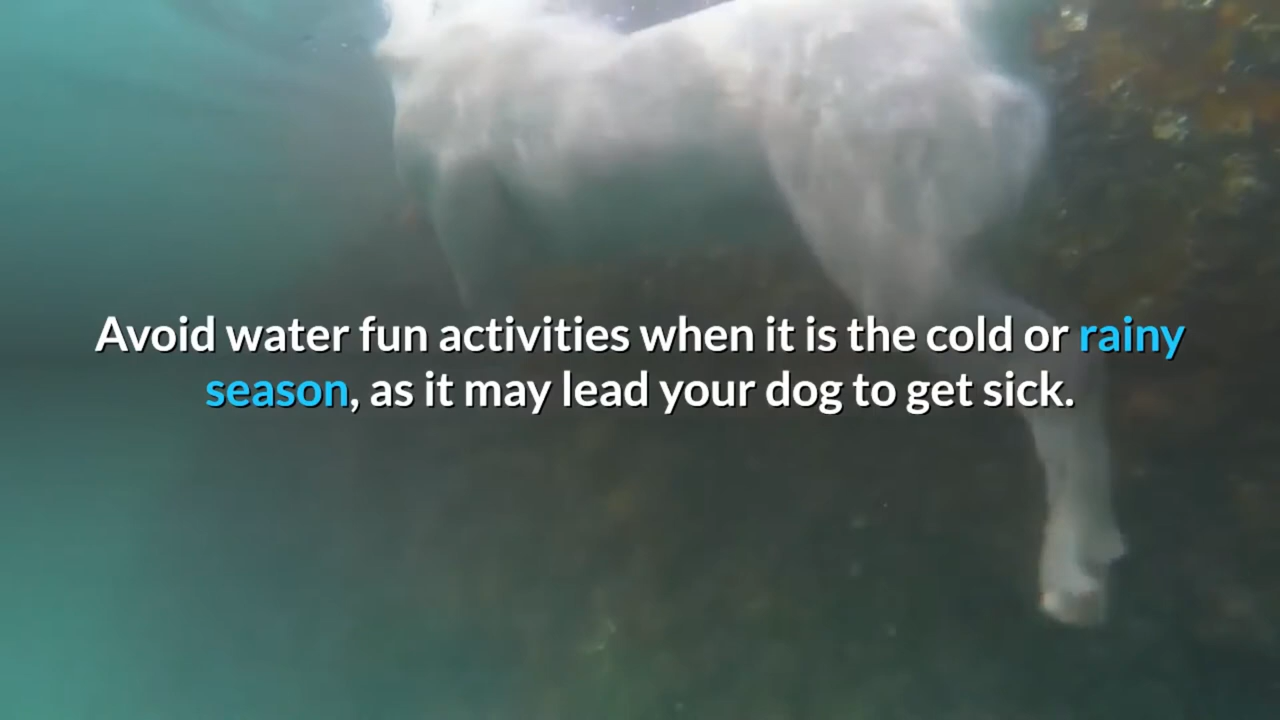 Avoid water fun activities when it is the cold or rainy
season, as it may lead your dog to get sick.